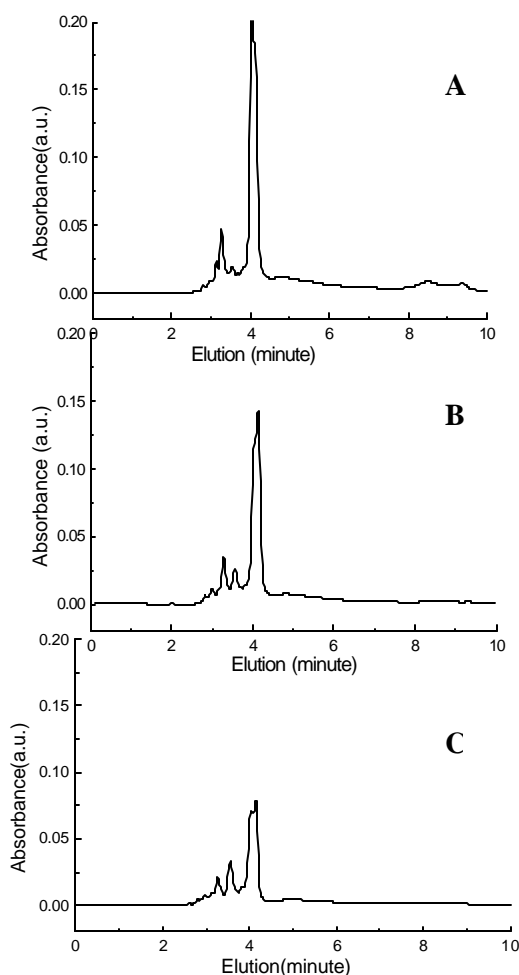 0.20
A
0.15
Absorbance(a.u.)
0.10
0.05
0.00
0 2 4 6 8 10
Elution (minute)
0.20
B
0.15
Absorbance (a.u.)
0.10
0.05
0.00
0 2 4 6 8 10
Elution (minute)
0.20
C
0.15
Absorbance(a.u.)
0.10
0.05
0.00
0 2 4 6 8 10
Elution(minute)